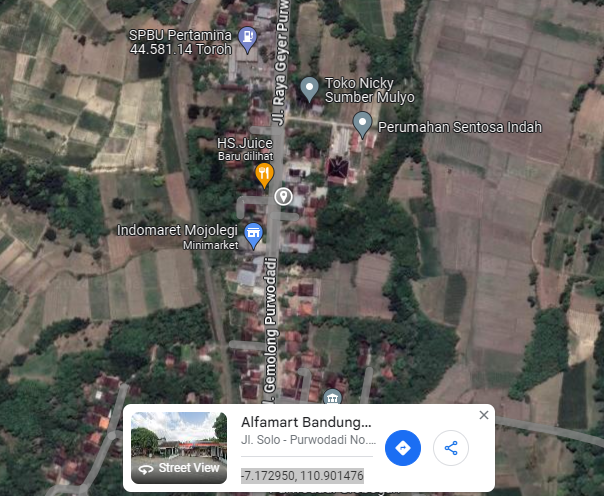 SPBU Pertamina
44.581.14 Toroh
Jl. Raya Geyer Purw
Toko Nicky
Sumber Mulyo
Perumahan Sentosa Indah
HS.Juice
Baru dilihat
Indomaret Mojolegi
Minimarket
Gemolong Purwodadi
Alfamart Bandung...
Jl. Solo - Purwodadi No....
Street View
-7.172950, 110.901476